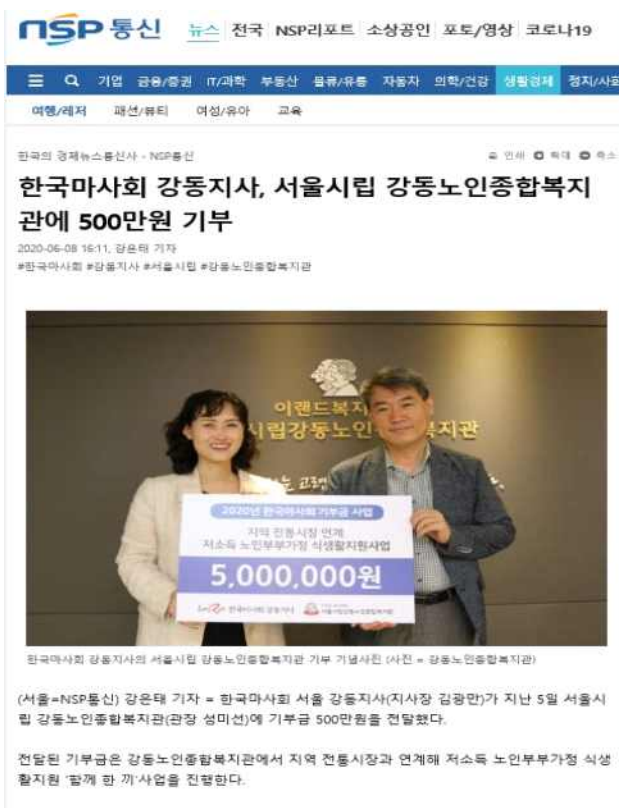 NSP통신 뉴스 전국 NSP리포트 소상공인 포토/영상 코로나19
기업 금융/증권 IT/과학 부동산 물류/유통 자동차 의학/건강 생활경제 정치/사회
여행/레저 패션/뷰티 여성/유아 교육
한국의 경제뉴스통신사 - NSP통신
인쇄 확대 축소
한국마사회 강동지사, 서울시립 강동노인종합복지
관에 500만원 기부
2020-06-08 16:11, 강은태 기자
#한국마사회 #강동지사 #서울시립 #강동노인종합복지관
이랜드복지
시립강동노인 복지관
2020년 한국마사회 기부금 사업
지역 전통시장 연계
저소득 노인부부가정 식생활지원사업
5,000,000원
한국마사회 강동지사
한국마사회 강동지사의 서울시립 강동노인종합복지관 기부 기념사진 (사진 = 강동노인종합복지관)
(서울=NSP통신) 강은태 기자 = 한국마사회 서울 강동지사(지사장 김광만)가 지난 5일 서울시
립 강동노인종합복지관(관장 성미선)에 기부금 500만원을 전달했다.
전달된 기부금은 강동노인종합복지관에서 지역 전통시장과 연계해 저소득 노인부부가정 식생
활지원 '함께 한 끼'사업을 진행한다.